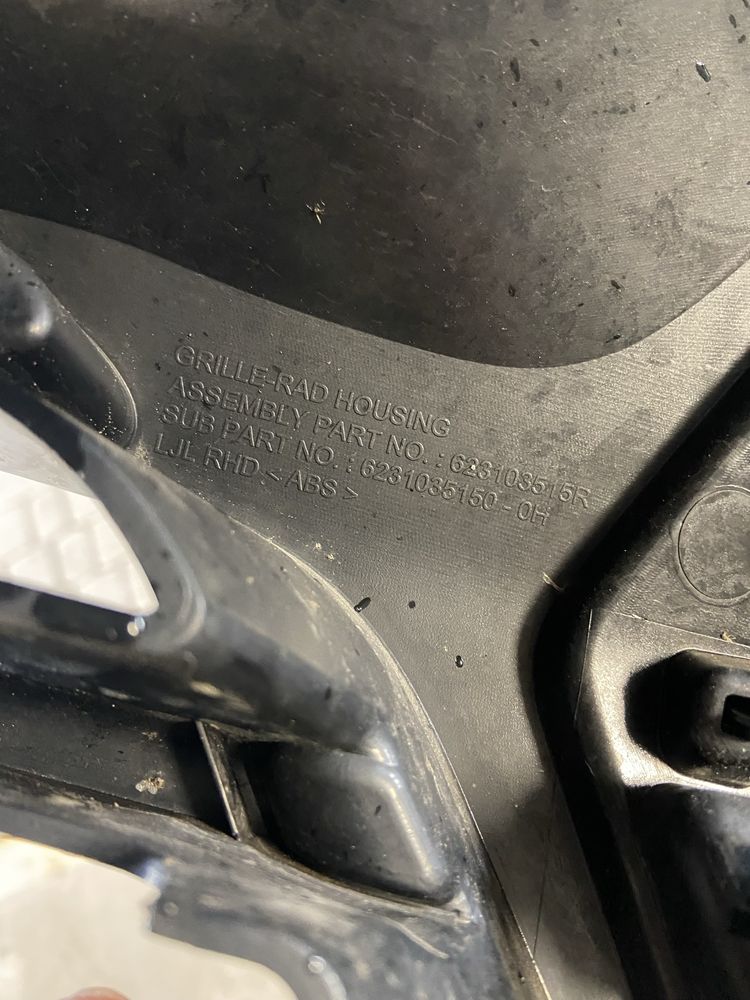 GRILLE-RAD HOUSING
ASSEMBLY PART NO. : 623103515R
SUB PART NO. : 6231035150 - 0H
LJL RHD.< ABS >